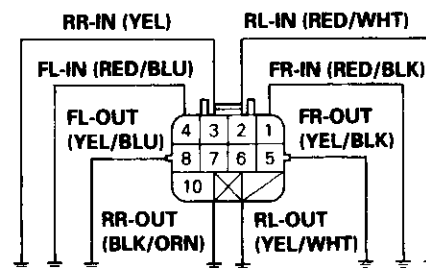 RR-IN (YEL)
RL-IN (RED/WHT)
FL-IN (RED/BLU)
FR-IN (RED/BLK)
FL-OUT
(YEL/BLU)
FR-OUT
(YEL/BLK)
4 3 2 1
8 7 6 5
10
RR-OUT
(BLK/ORN)
RL-OUT
(YEL/WHT)